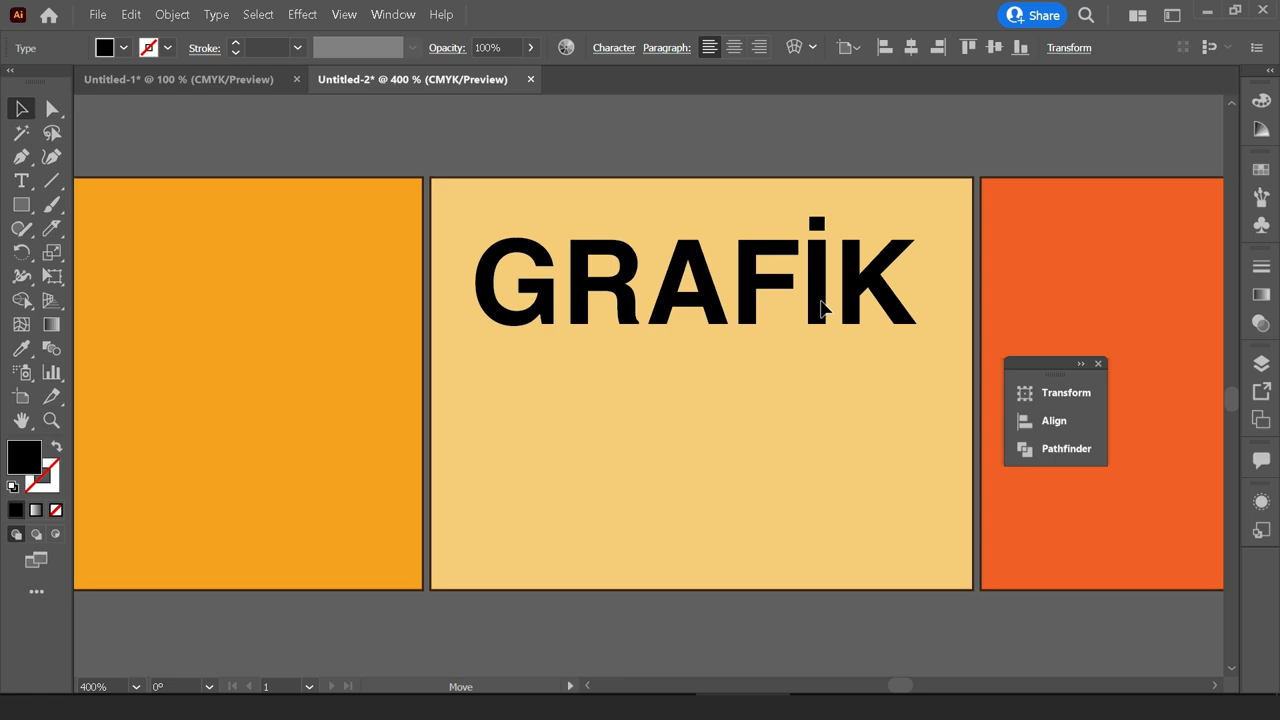 Ai File Edit Object Type Select Effect View Window Help Share
Type Stroke: Opacity: 100% Character Paragraph: Transform
Untitled-1* @ 100 % (CMYK/Preview) Untitled-2* @ 400 % (CMYK/Preview)
GRAFİK
Transform
Align
Pathfinder
400% 0° 1 Move